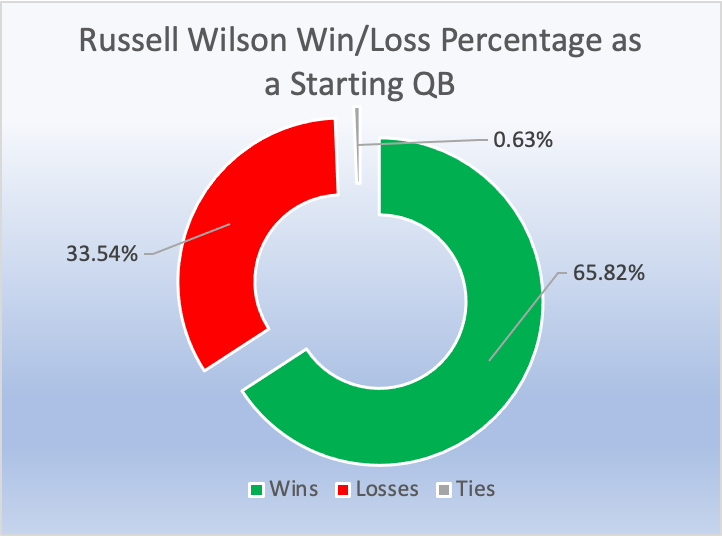 Russell Wilson Win/Loss Percentage as
a Starting QB
0.63%
33.54%
65.82%
Wins Losses Ties